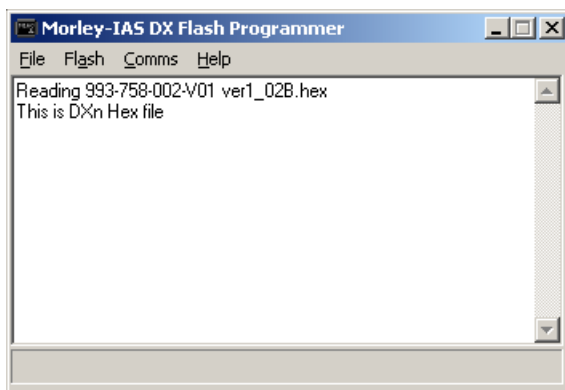 Morley-IAS DX Flash Programmer
File Flash Comms Help
Reading 993-758-002-V01 ver1_02B.hex
This is DXn Hex file